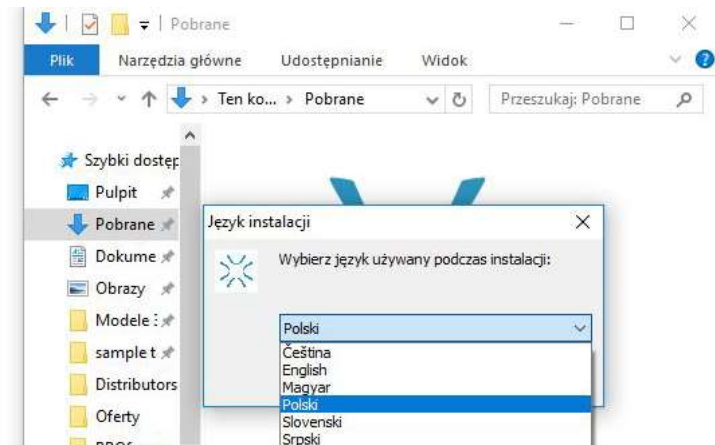 Pobrane
Plik Narzędzia główne Udostępnianie Widok
Ten ko... Pobrane Przeszukaj: Pobrane
Szybki dostęp
Pulpit
Pobrane
Dokume
Obrazy
Modele
sample t
Distributors
Oferty
Język instalacji
Wybierz język używany podczas instalacji:
Polski
Čeština
English
Magyar
Polski
Slovenski
Srpski